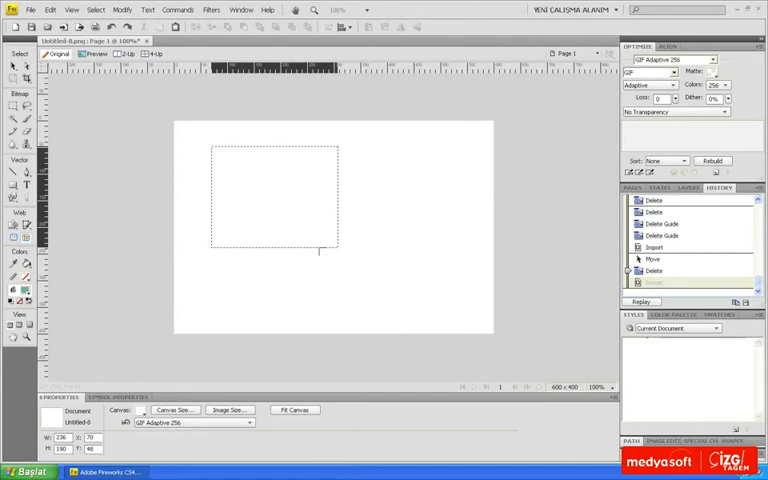 Fw File Edit View Select Modify Text Commands Filters Window Help 100% YENI CALISMA ALANIM
Untitled-8.png : Page 1 @ 100%*
Original Preview 2-Up 4-Up Page 1
Select
Bitmap
Vector
Web
Colors
View
OPTIMIZE ALIGN
GIF Adaptive 256
GIF Matte:
Adaptive Colors: 256
Loss: 0 Dither: 0%
No Transparency
Sort: None Rebuild
PAGES STATES LAYERS HISTORY
Delete
Delete
Delete Guide
Delete Guide
Import
Move
Delete
Import
Replay
STYLES COLOR PALETTE SWATCHES
Current Document
PATH IMAGE EDIT SPECIAL CH SHAPES
1 600 x 400 100%
PROPERTIES SYMBOL PROPERTIES
Document Canvas: Canvas Size... Image Size... Fit Canvas
Untitled-8 GIF Adaptive 256
W: 236 X: 70
H: 190 Y: 48
Başlat Adobe Fireworks CS4...
medyasoft ÇİZGİ TAGEM